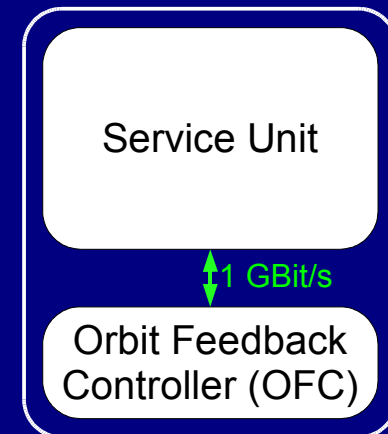 Service Unit
1 GBit/s
Orbit Feedback
Controller (OFC)